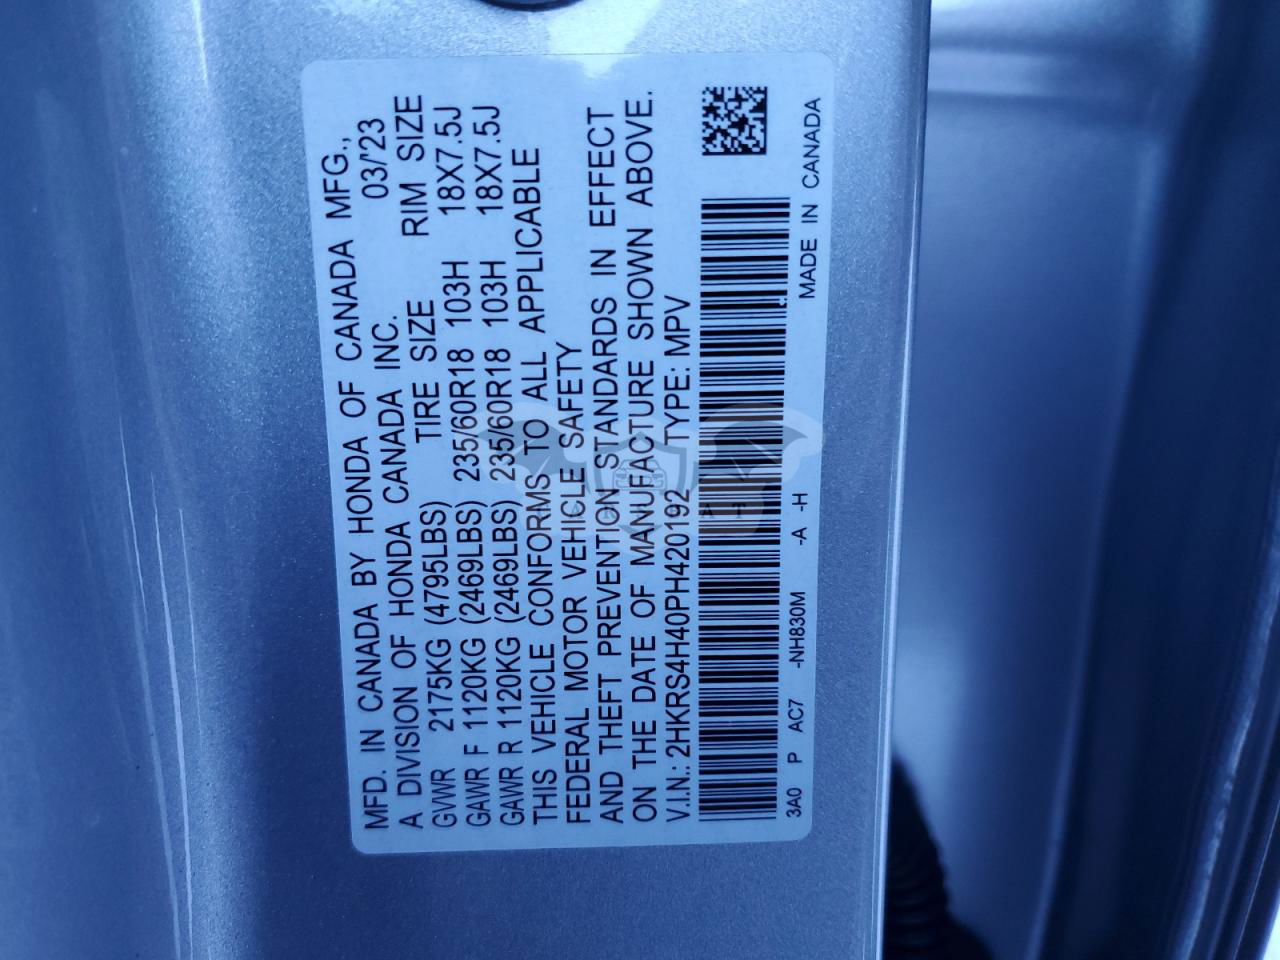 MFD. IN CANADA BY HONDA OF CANADA MFG.,
A DIVISION OF HONDA CANADA INC. 03/'23
GVWR 2175KG (4795LBS) TIRE SIZE RIM SIZE
GAWR F 1120KG (2469LBS) 235/60R18 103H 18X7.5J
GAWR R 1120KG (2469LBS) 235/60R18 103H 18X7.5J
THIS VEHICLE CONFORMS TO ALL APPLICABLE
FEDERAL MOTOR VEHICLE SAFETY
AND THEFT PREVENTION STANDARDS IN EFFECT
ON THE DATE OF MANUFACTURE SHOWN ABOVE.
V.I.N.: 2HKRS4H40PH420192 TYPE: MPV
3A0 P AC7 -NH830M -A -H MADE IN CANADA